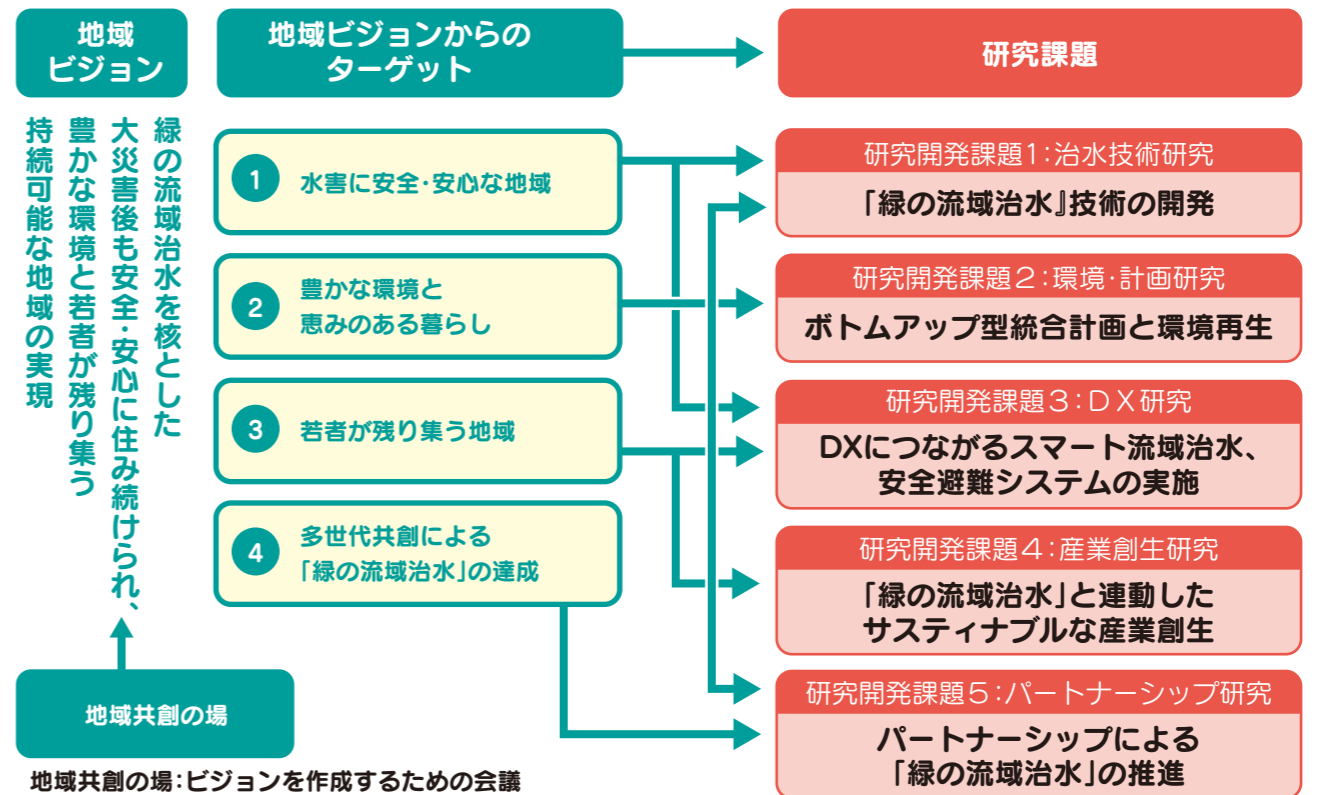 地域
ビジョン
地域ビジョンからの
ターゲット
研究課題
緑の流域治水を核とした
大災害後も安全・安心に住み続けられ、
豊かな環境と若者が残り集う
持続可能な地域の実現
1 水害に安全・安心な地域
2 豊かな環境と
恵みのある暮らし
3 若者が残り集う地域
4 多世代共創による
「緑の流域治水」の達成
地域共創の場
地域共創の場:ビジョンを作成するための会議
研究開発課題1:治水技術研究
「緑の流域治水』技術の開発
研究開発課題2:環境・計画研究
ボトムアップ型統合計画と環境再生
研究開発課題3:DX研究
DXにつながるスマート流域治水、
安全避難システムの実施
研究開発課題4:産業創生研究
「緑の流域治水」と連動した
サスティナブルな産業創生
研究開発課題5:パートナーシップ研究
パートナーシップによる
「緑の流域治水」の推進